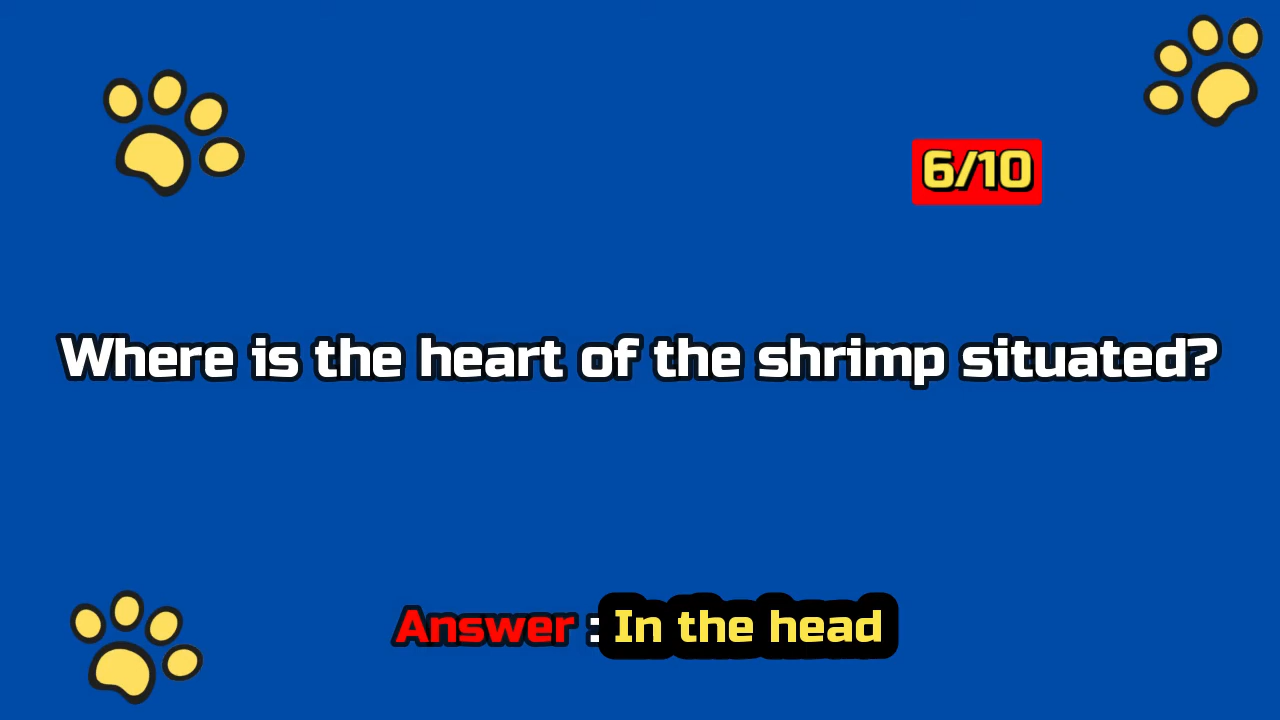 6/10
Where is the heart of the shrimp situated?
Answer : In the head